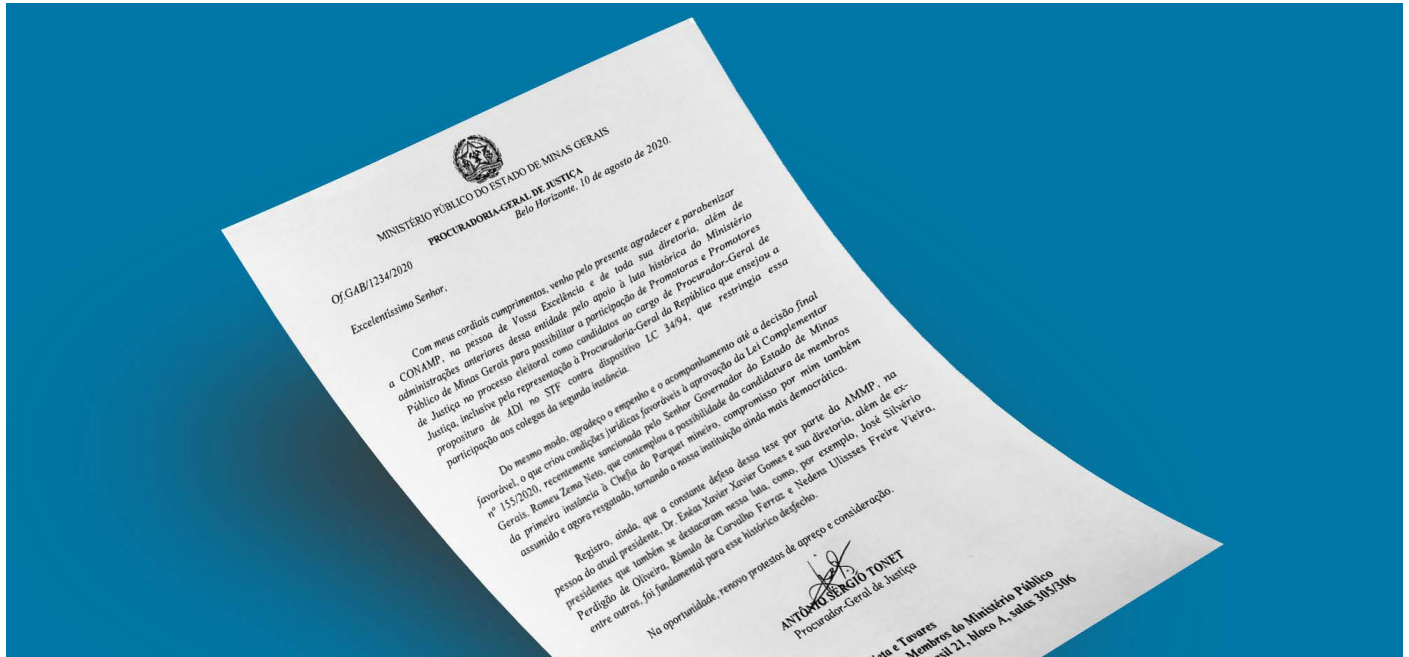 MINISTÉRIO PÚBLICO DO ESTADO DE MINAS GERAIS
PROCURADORIA-GERAL DE JUSTIÇA
Belo Horizonte, 10 de agosto de 2020.
Of.GAB/1234/2020
Excelentíssimo Senhor,
Com meus cordiais cumprimentos, venho pelo presente agradecer e parabenizar
a CONAMP, na pessoa de Vossa Excelência e de toda sua diretoria, além de
administrações anteriores dessa entidade pelo apoio à luta histórica do Ministério
Público de Minas Gerais para possibilitar a participação de Promotoras e Promotores
de Justiça no processo eleitoral como candidatos ao cargo de Procurador-Geral de
Justiça, inclusive pela representação à Procuradoria-Geral da República que ensejou a
propositura de ADI no STF contra dispositivo LC 34/94, que restringia essa
participação aos colegas da segunda instância.
Do mesmo modo, agradeço o empenho e o acompanhamento até a decisão final
favorável, o que criou condições jurídicas favoráveis à aprovação da Lei Complementar
nº 155/2020, recentemente sancionada pelo Senhor Governador do Estado de Minas
Gerais, Romeu Zema Neto, que contemplou a possibilidade da candidatura de membros
da primeira instância à Chefia do Parquet mineiro, compromisso por mim também
assumido e agora resgatado, tornando a nossa instituição ainda mais democrática.
Registro, ainda, que a constante defesa dessa tese por parte da AMMP, na
pessoa do atual presidente, Dr. Enéas Xavier Xavier Gomes e sua diretoria, além de ex-
presidentes que também se destacaram nessa luta, como, por exemplo, José Silvério
Perdigão de Oliveira, Rômulo de Carvalho Ferraz e Nedens Ulissses Freire Vieira,
entre outros, foi fundamental para esse histórico desfecho.
Na oportunidade, renovo protestos de apreço e consideração.
ANTÔNIO SÉRGIO TONET
Procurador-Geral de Justiça
e Tavares
Membros do Ministério Público
21, bloco A, salas 305/306